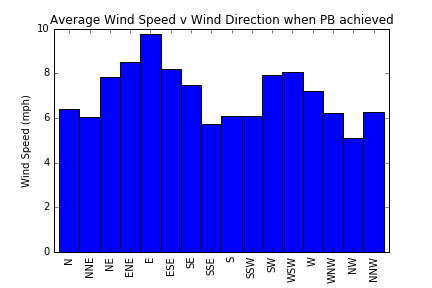 Average Wind Speed v Wind Direction when PB achieved
10
8
6
4
2
0
Wind Speed (mph)
N
NNE
NE
ENE
E
ESE
SE
SSE
S
SSW
SW
WSW
W
WNW
NW
NNW